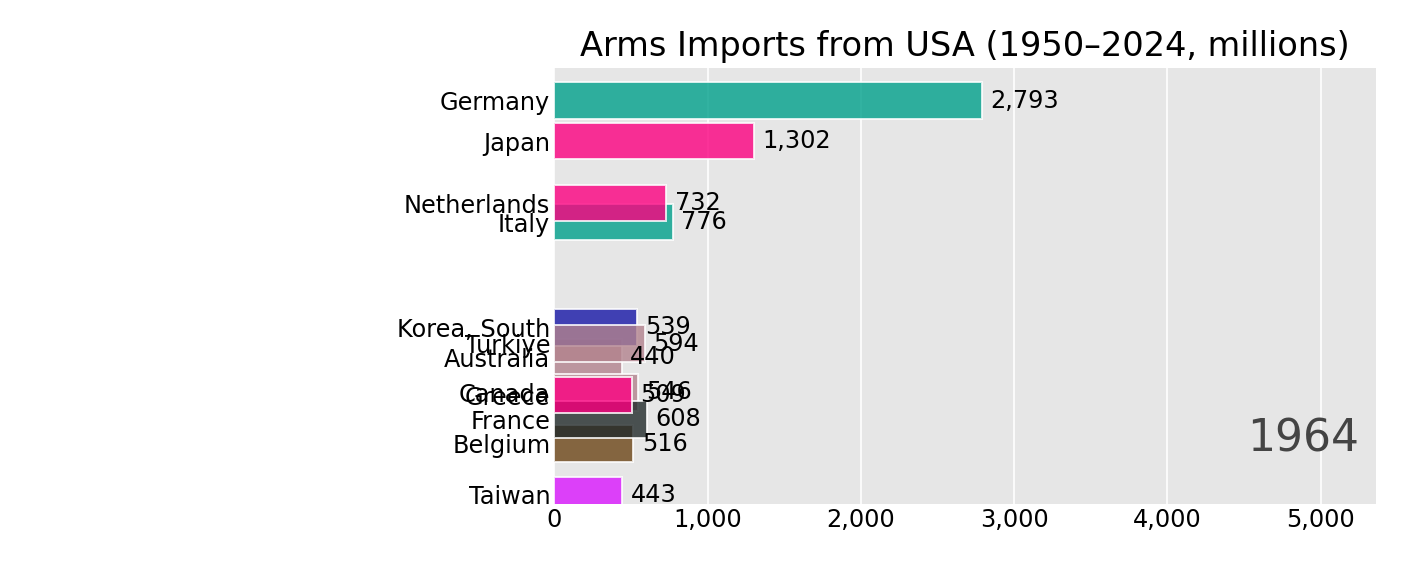 Arms Imports from USA (1950–2024, millions)
Germany 2,793
Japan 1,302
Netherlands 732
Italy 776
Korea, South 539
Türkiye 594
Australia 440
Canada 546
Greece 509
France 608
Belgium 516
1964
Taiwan 443
0 1,000 2,000 3,000 4,000 5,000